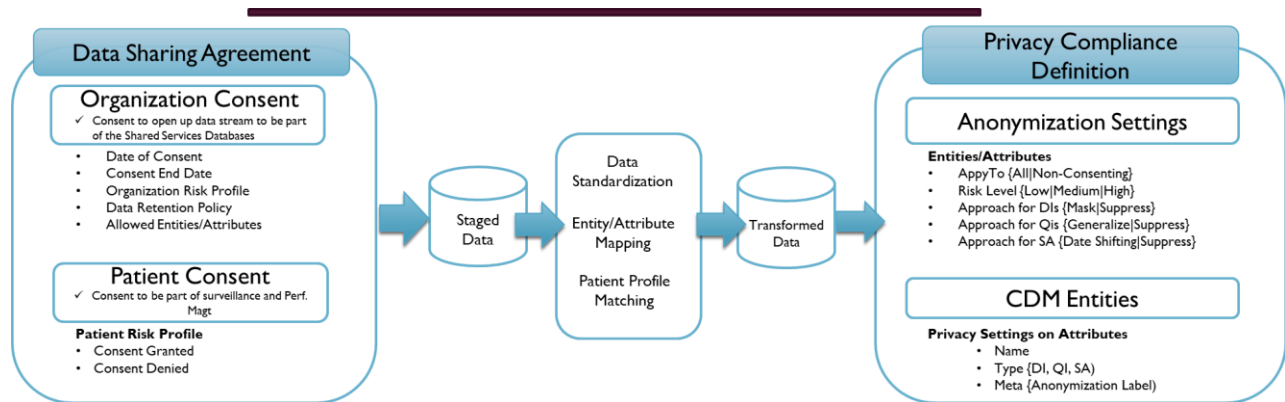 Data Sharing Agreement
Organization Consent
✓ Consent to open up data stream to be part
of the Shared Services Databases
• Date of Consent
• Consent End Date
• Organization Risk Profile
• Data Retention Policy
• Allowed Entities/Attributes
Patient Consent
✓ Consent to be part of surveillance and Perf.
Magt
Patient Risk Profile
• Consent Granted
• Consent Denied
Staged
Data
Data
Standardization
Entity/Attribute
Mapping
Patient Profile
Matching
Transformed
Data
Privacy Compliance
Definition
Anonymization Settings
Entities/Attributes
• AppyTo {All|Non-Consenting}
• Risk Level {Low|Medium|High}
• Approach for DIs {Mask|Suppress}
• Approach for Qis {Generalize|Suppress}
• Approach for SA {Date Shifting|Suppress}
CDM Entities
Privacy Settings on Attributes
• Name
• Type {DI, QI, SA)
• Meta {Anonymization Label)